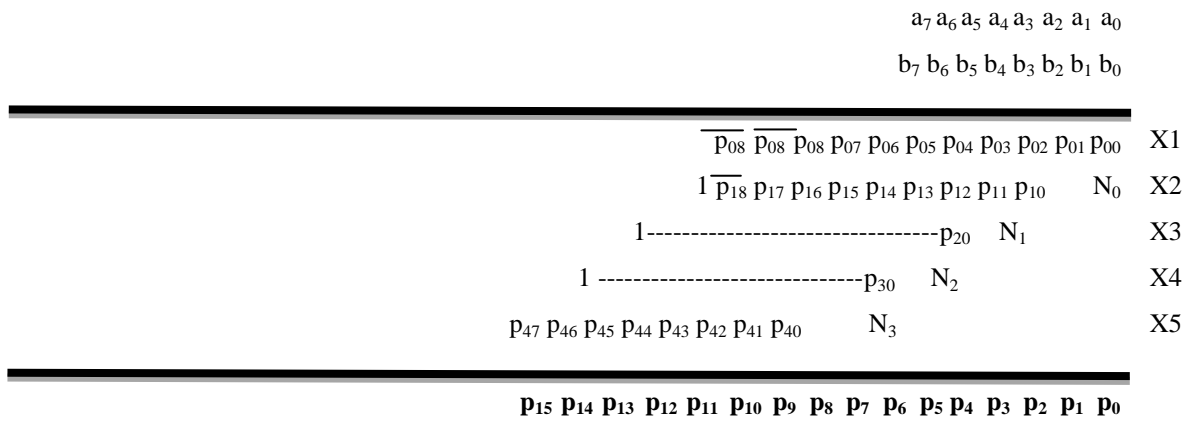 a₇ a₆ a₅ a₄ a₃ a₂ a₁ a₀
b₇ b₆ b₅ b₄ b₃ b₂ b₁ b₀
p̅₀₈ p̅₀₈ p₀₈ p₀₇ p₀₆ p₀₅ p₀₄ p₀₃ p₀₂ p₀₁ p₀₀ X1
1 p̅₁₈ p₁₇ p₁₆ p₁₅ p₁₄ p₁₃ p₁₂ p₁₁ p₁₀ N₀ X2
1---------------------------------p₂₀ N₁ X3
1 ------------------------------p₃₀ N₂ X4
p₄₇ p₄₆ p₄₅ p₄₄ p₄₃ p₄₂ p₄₁ p₄₀ N₃ X5
p₁₅ p₁₄ p₁₃ p₁₂ p₁₁ p₁₀ p₉ p₈ p₇ p₆ p₅ p₄ p₃ p₂ p₁ p₀